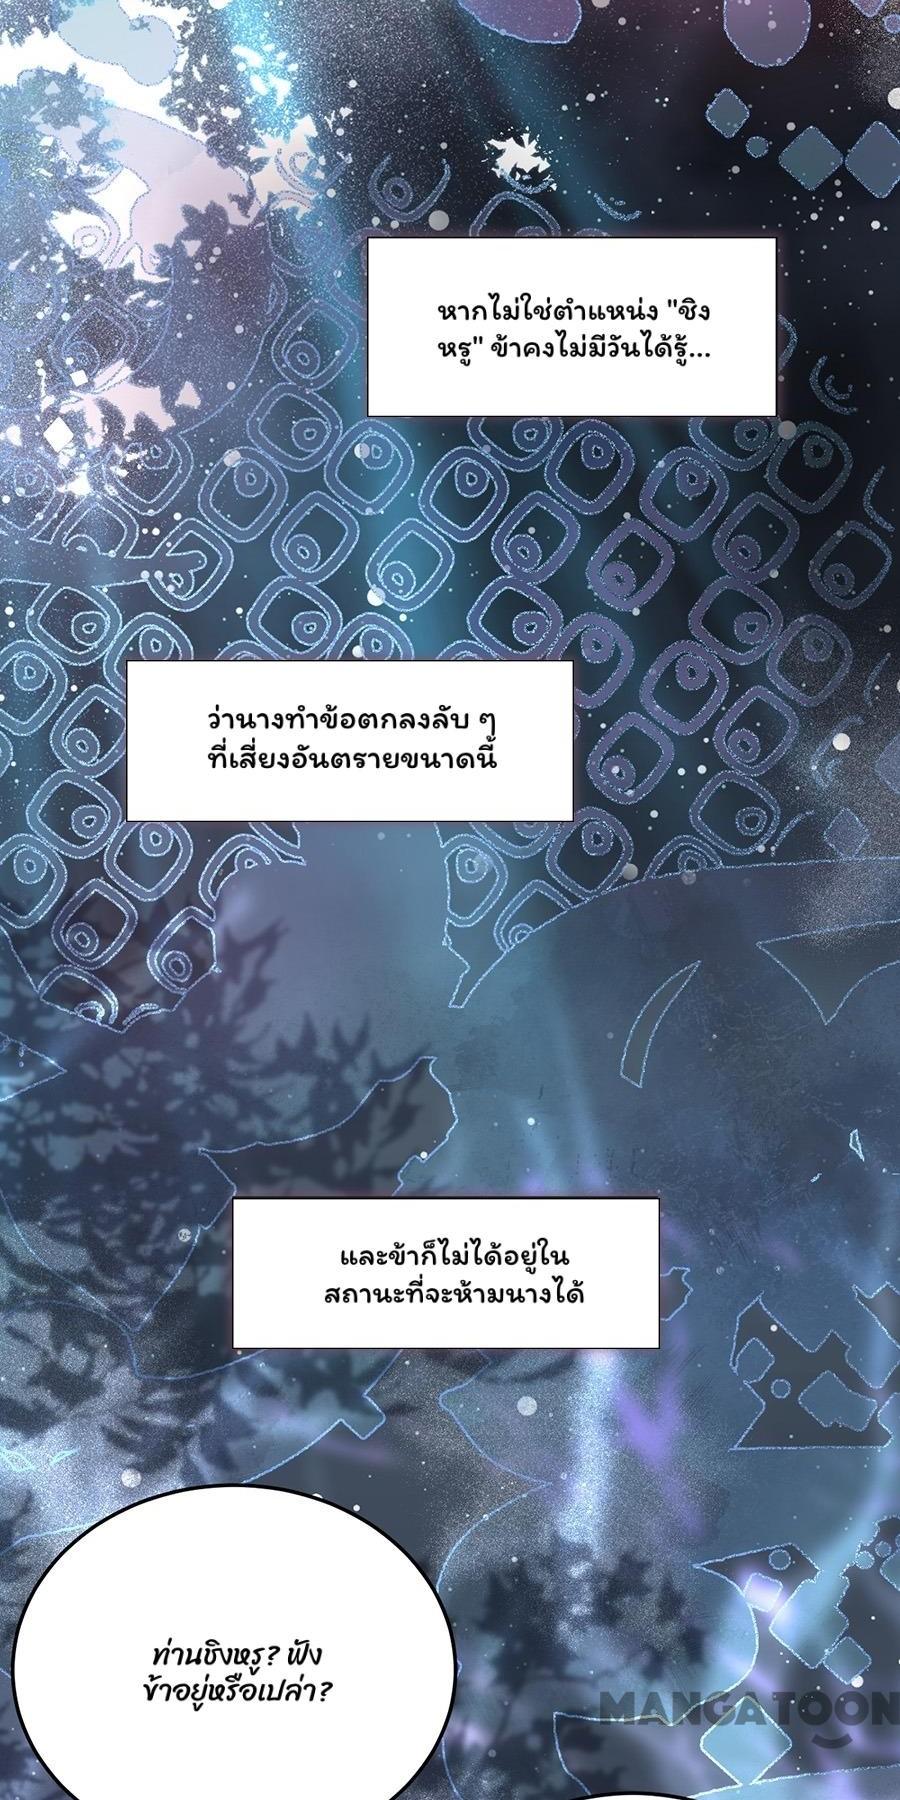 หากไม่ใช่ตำแหน่ง "ชิง
หรู" ข้าคงไม่มีวันได้รู้...
ว่านางทำข้อตกลงลับ ๆ
ที่เสี่ยงอันตรายขนาดนี้
และข้าก็ไม่ได้อยู่ใน
สถานะที่จะห้ามนางได้
ท่านชิงหรู? ฟัง
ข้าอยู่หรือเปล่า?
MANGATOON